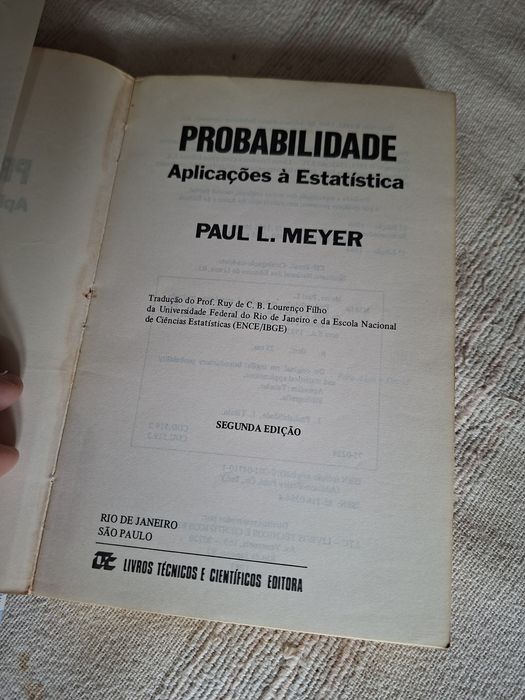 PROBABILIDADE
Aplicações à Estatística
PAUL L. MEYER
Tradução do Prof. Ruy de C. B. Lourenço Filho
da Universidade Federal do Rio de Janeiro e da Escola Nacional
de Ciências Estatísticas (ENCE/IBGE)
SEGUNDA EDIÇÃO
RIO DE JANEIRO
SÃO PAULO
LTC LIVROS TÉCNICOS E CIENTÍFICOS EDITORA